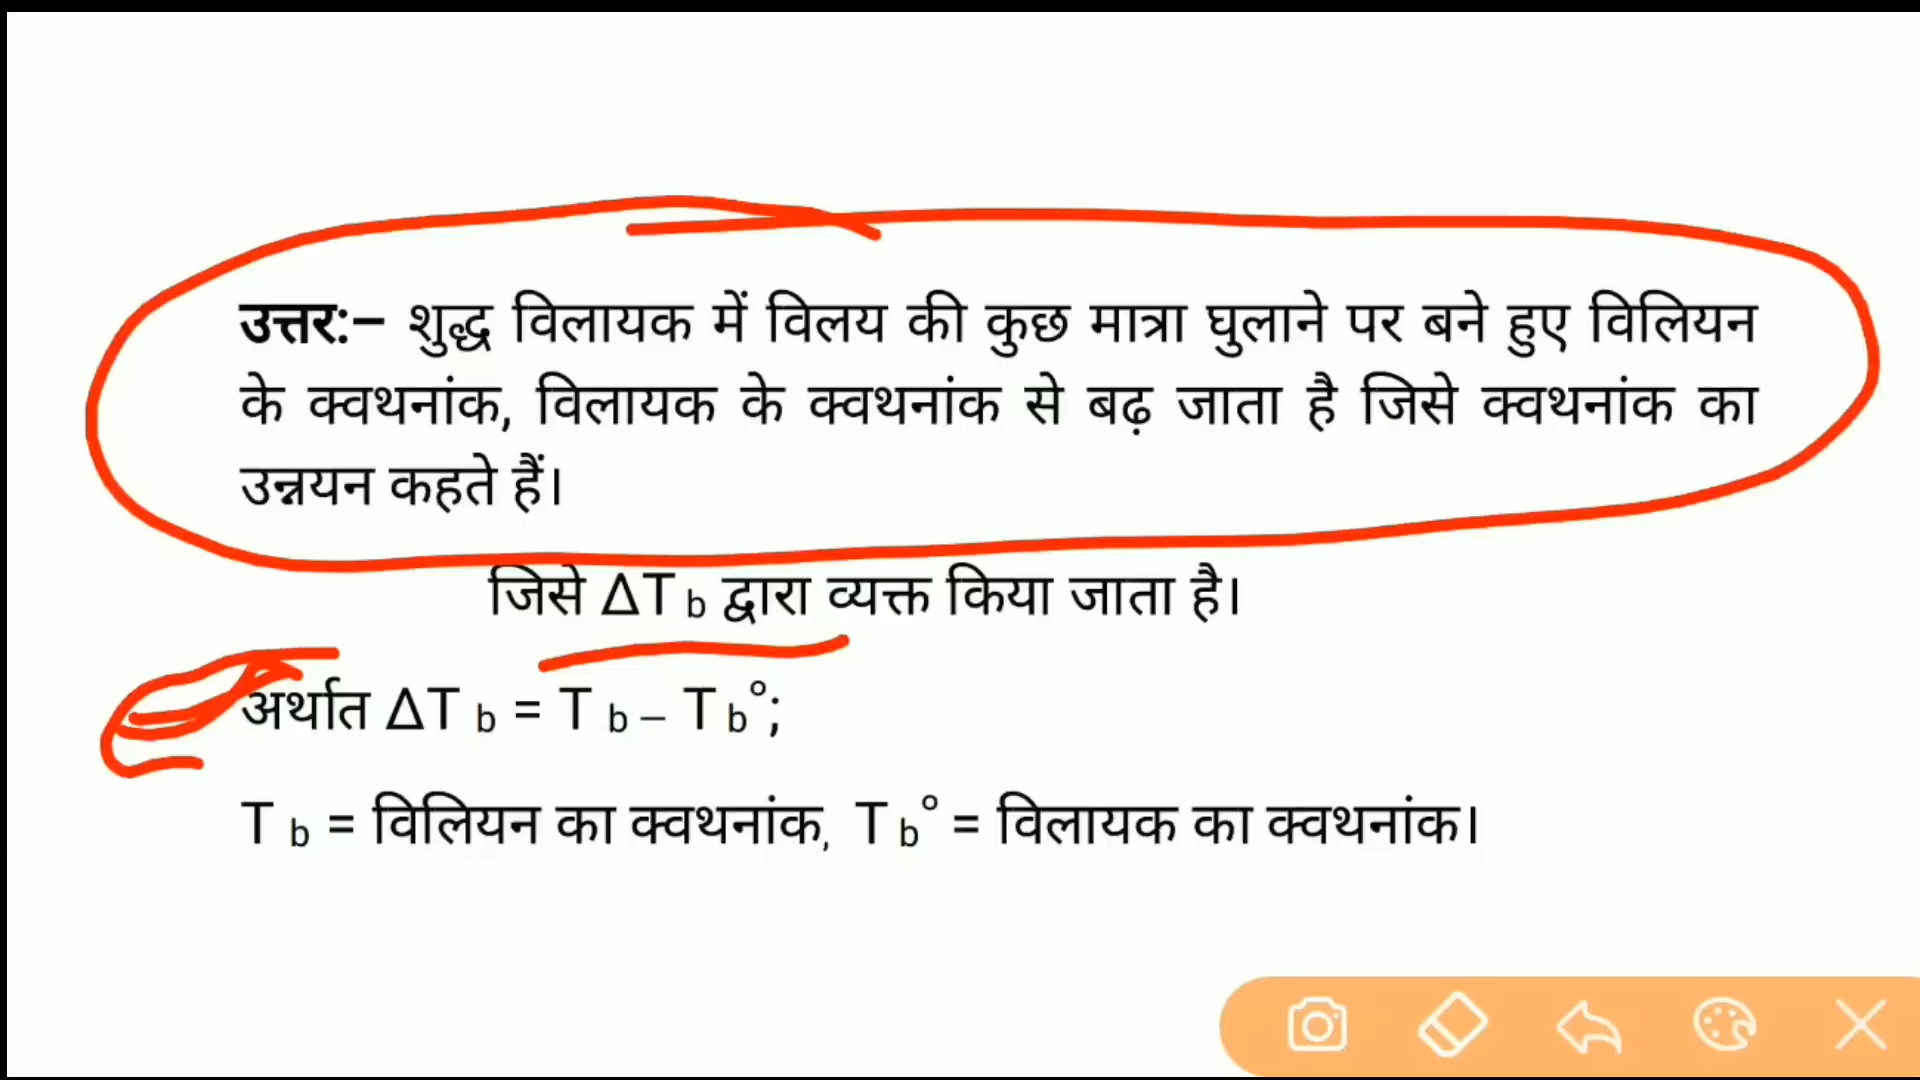 उत्तर:– शुद्ध विलायक में विलय की कुछ मात्रा घुलाने पर बने हुए विलियन
के क्वथनांक, विलायक के क्वथनांक से बढ़ जाता है जिसे क्वथनांक का
उन्नयन कहते हैं।
जिसे ΔT b द्वारा व्यक्त किया जाता है।
अर्थात ΔT b = T b – T b°;
T b = विलियन का क्वथनांक, T b° = विलायक का क्वथनांक।